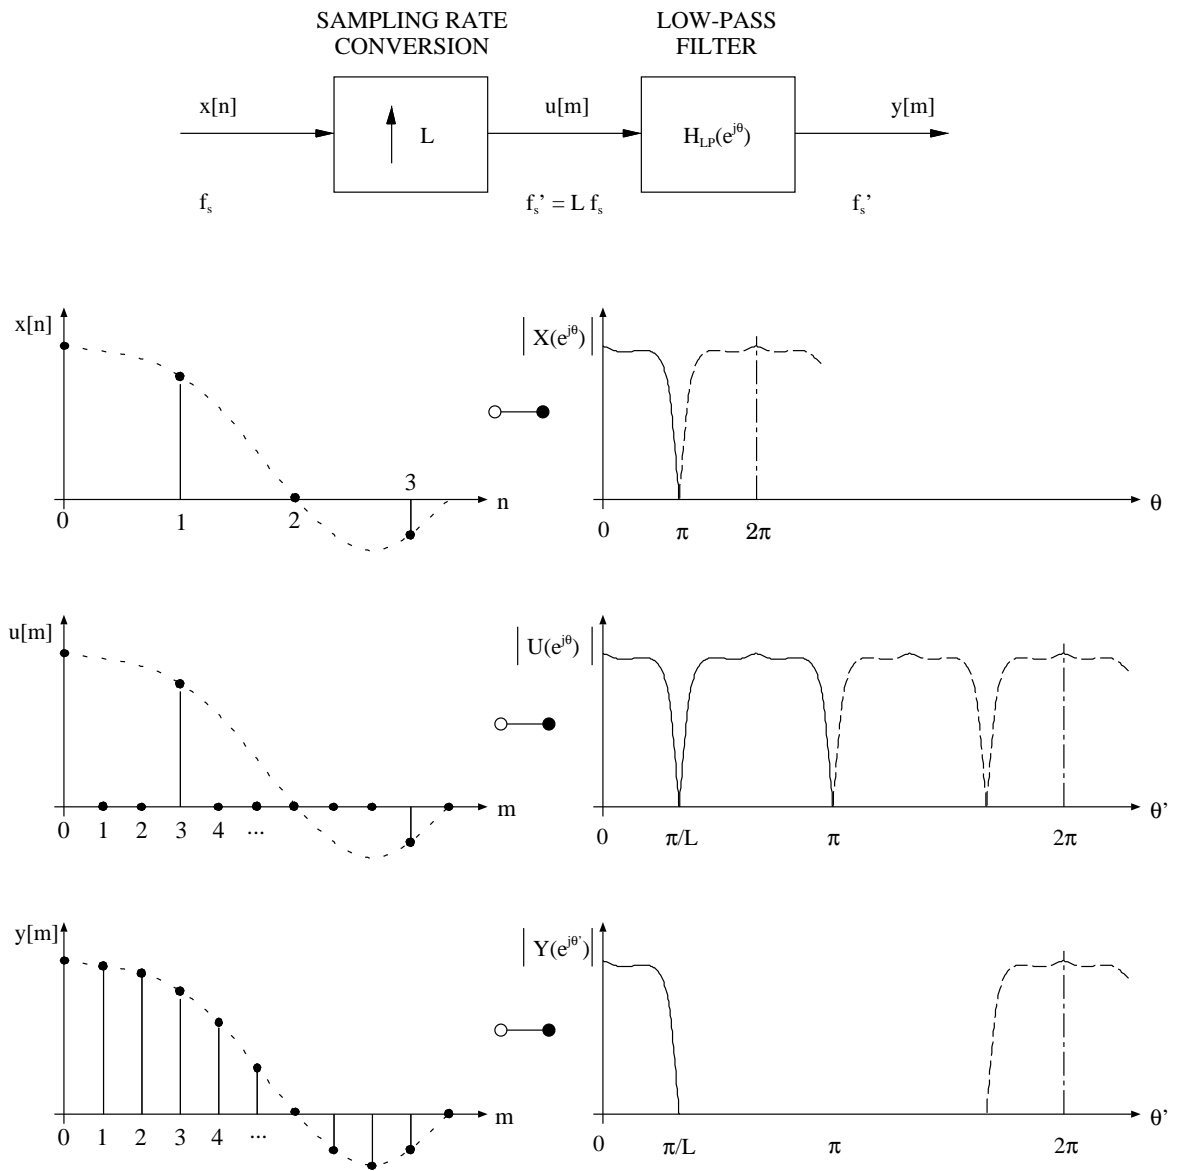 SAMPLING RATE
CONVERSION
LOW-PASS
FILTER
x[n]
L
u[m]
H_LP(e^jθ)
y[m]
f_s
f_s’ = L f_s
f_s’
x[n]
0
1
2
3
n
| X(e^jθ) |
0
π
2π
θ
u[m]
0
1
2
3
4
...
m
| U(e^jθ) |
0
π/L
π
2π
θ’
y[m]
0
1
2
3
4
...
m
| Y(e^jθ’) |
0
π/L
π
2π
θ’